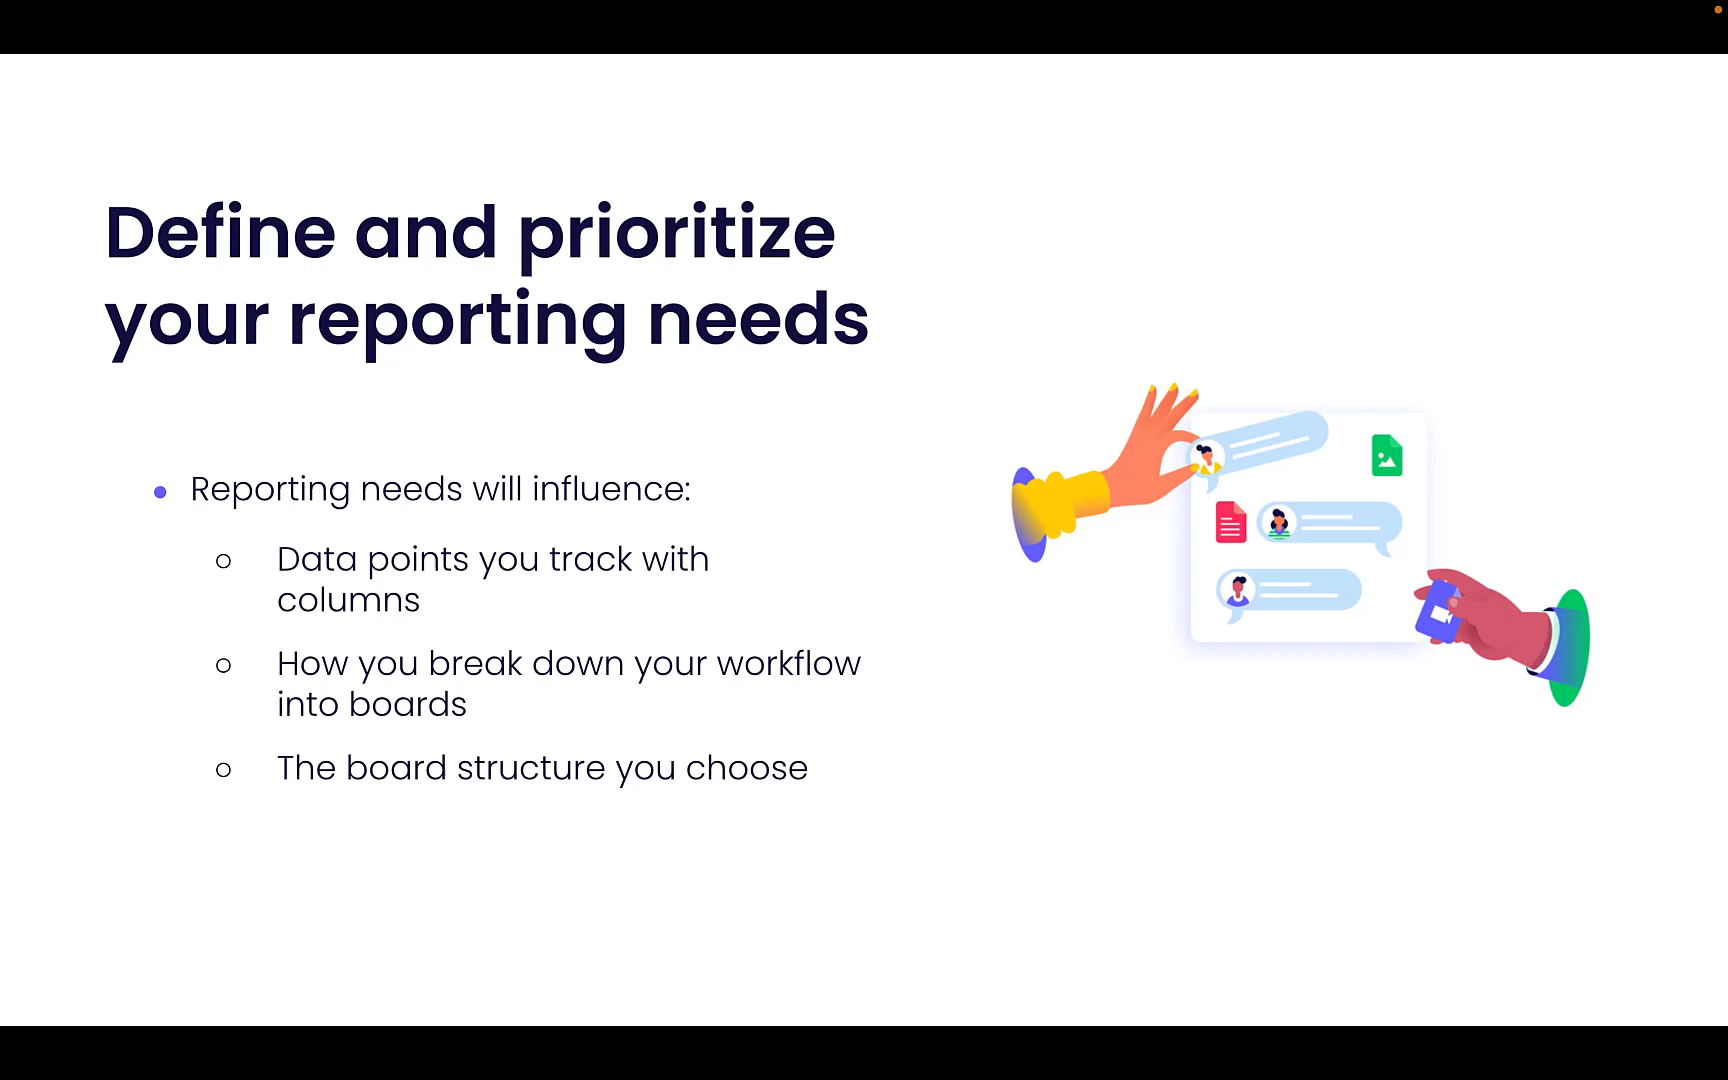 Define and prioritize
your reporting needs
• Reporting needs will influence:
○ Data points you track with
columns
○ How you break down your workflow
into boards
○ The board structure you choose